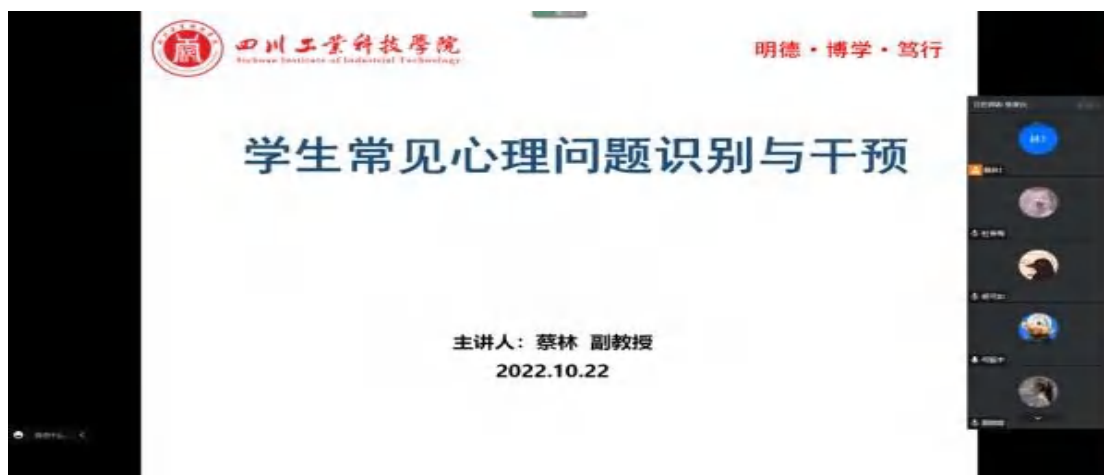 四川工業科技學院
Sichuan Institute of Industrial Technology
明德·博学·笃行
学生常见心理问题识别与干预
主讲人：蔡林 副教授
2022.10.22